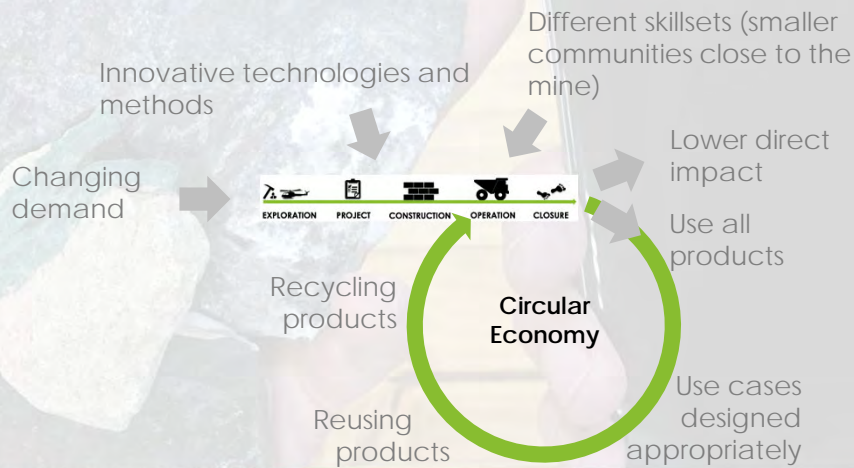 Different skillsets (smaller
communities close to the
mine)
Innovative technologies and
methods
Changing
demand
EXPLORATION PROJECT CONSTRUCTION OPERATION CLOSURE
Lower direct
impact
Use all
products
Recycling
products
Circular
Economy
Use cases
designed
appropriately
Reusing
products